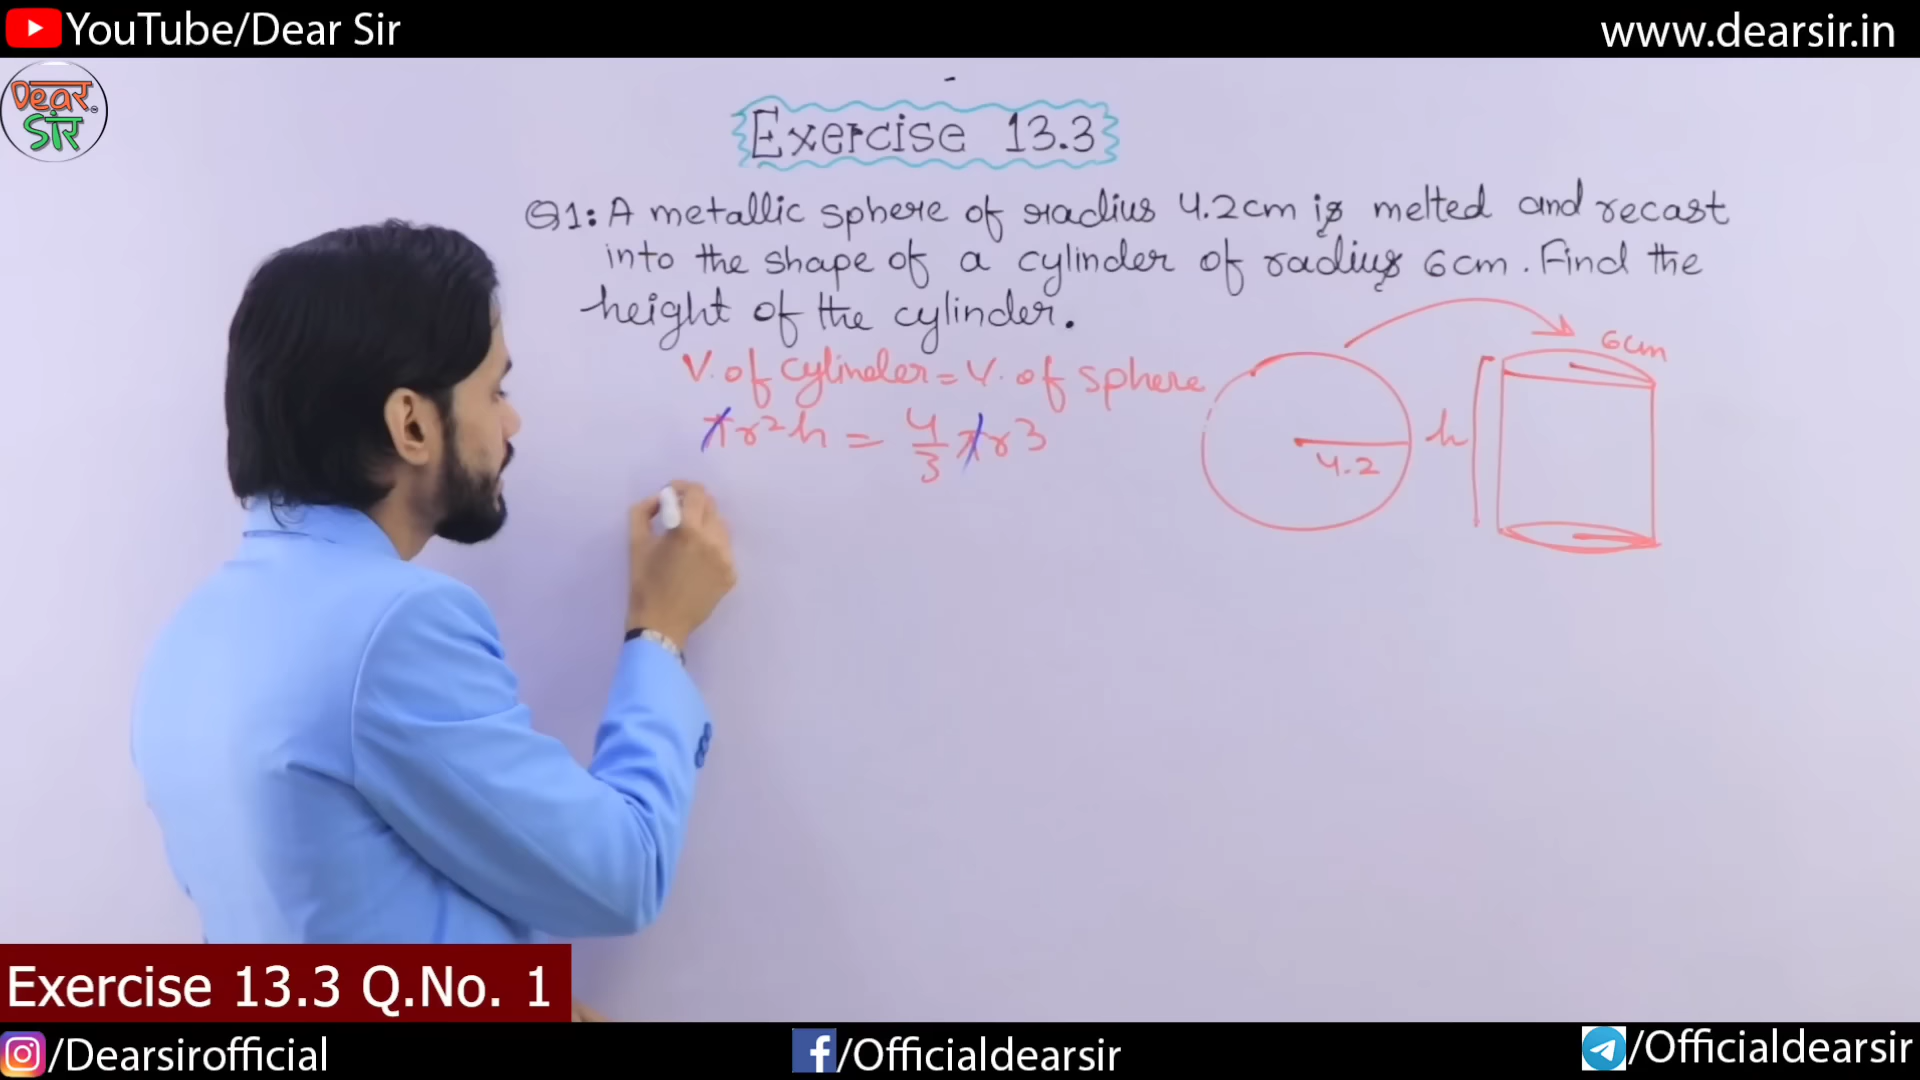 YouTube/Dear Sir
www.dearsir.in
Deaर
Siर
Exercise 13.3
Q1: A metallic sphere of radius 4.2cm is melted and recast
into the shape of a cylinder of radius 6cm. Find the
height of the cylinder.
V. of cylinder = V. of sphere
πr²h = 4/3 πr3
4.2
h
6cm
Exercise 13.3 Q.No. 1
/Dearsirofficial
/Officialdearsir
/Officialdearsir